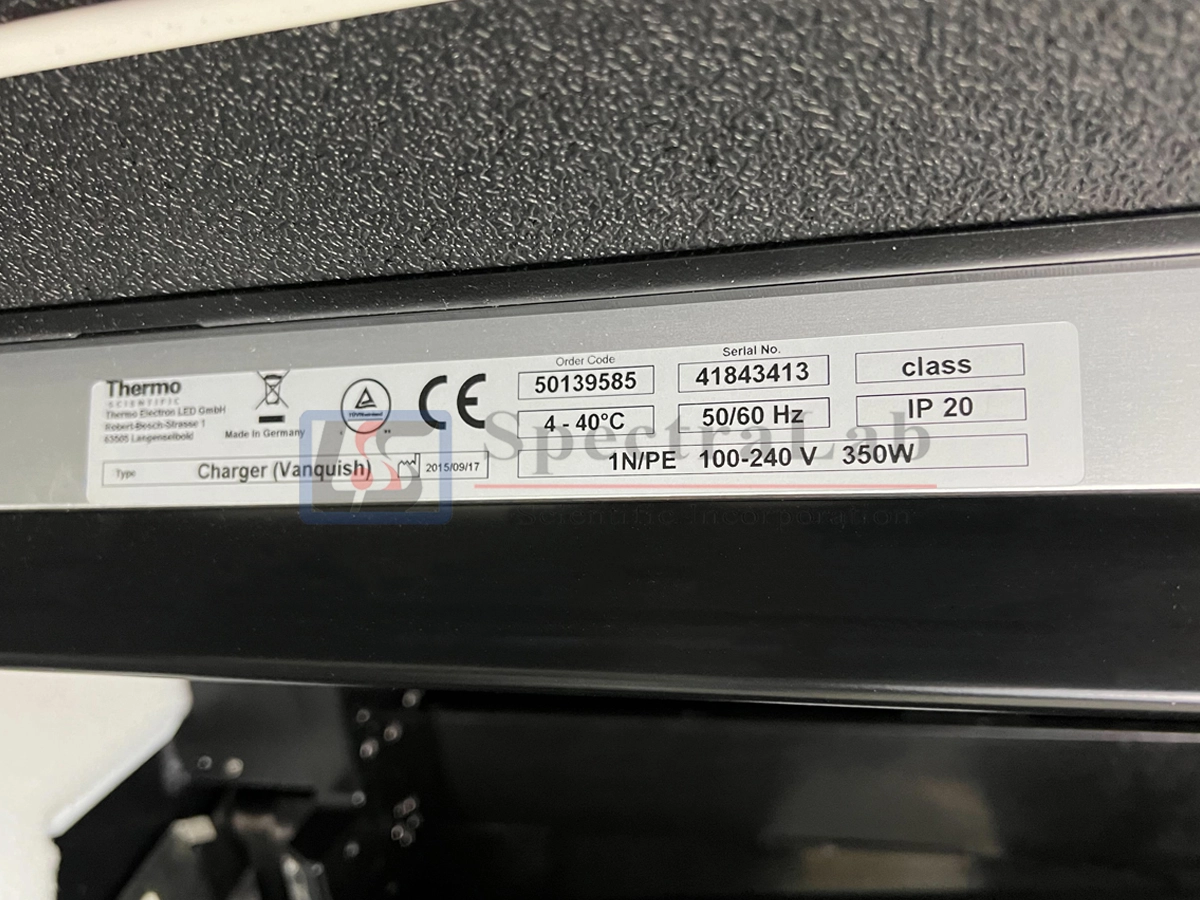 Thermo
SCIENTIFIC
Thermo Electron LED GmbH
Robert-Bosch-Strasse 1
63505 Langenselbold
Made In Germany
TÜVRheinland
CE
Order Code
50139585
Serial No.
41843413
class
4 - 40°C
50/60 Hz
IP 20
Type
Charger (Vanquish)
2015/09/17
1N/PE 100-240 V 350W
SpectraLab
Scientific Incorporation